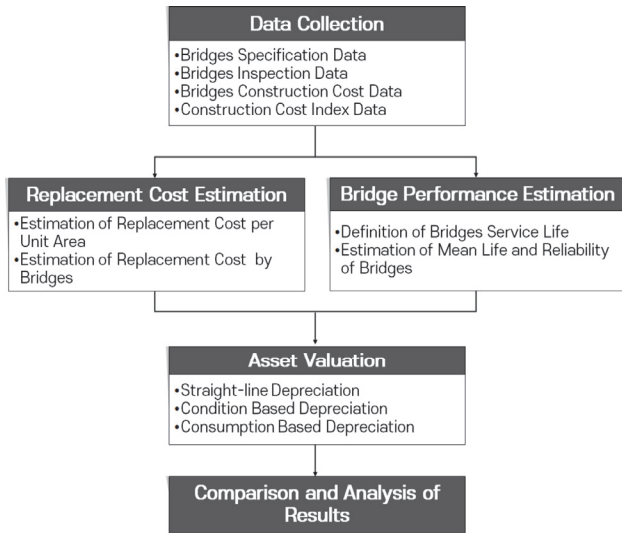 Data Collection
•Bridges Specification Data
•Bridges Inspection Data
•Bridges Construction Cost Data
•Construction Cost Index Data
Replacement Cost Estimation
•Estimation of Replacement Cost per
Unit Area
•Estimation of Replacement Cost by
Bridges
Bridge Performance Estimation
•Definition of Bridges Service Life
•Estimation of Mean Life and Reliability
of Bridges
Asset Valuation
•Straight-line Depreciation
•Condition Based Depreciation
•Consumption Based Depreciation
Comparison and Analysis of
Results